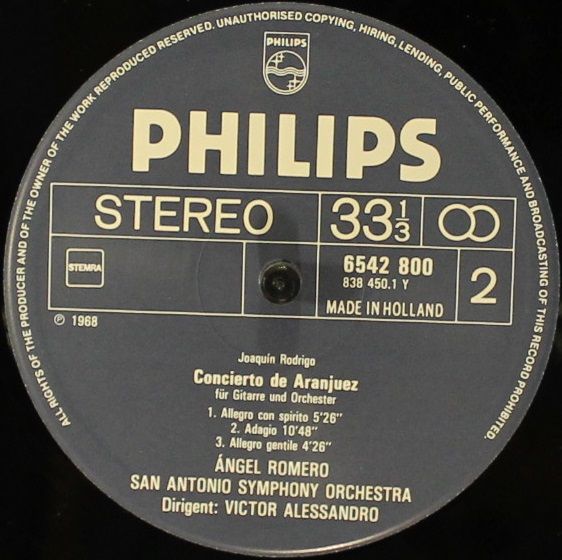 ALL RIGHTS OF THE PRODUCER AND OF THE OWNER OF THE WORK REPRODUCED RESERVED. UNAUTHORISED COPYING, HIRING, LENDING, PUBLIC PERFORMANCE AND BROADCASTING OF THIS RECORD PROHIBITED.
PHILIPS
PHILIPS
STEREO 33⅓
STEMRA
6542 800
838 450.1 Y
2
MADE IN HOLLAND
℗ 1968
Joaquín Rodrigo
Concierto de Aranjuez
für Gitarre und Orchester
1. Allegro con spirito 5'26"
2. Adagio 10'48"
3. Allegro gentile 4'26"
ÁNGEL ROMERO
SAN ANTONIO SYMPHONY ORCHESTRA
Dirigent: VICTOR ALESSANDRO